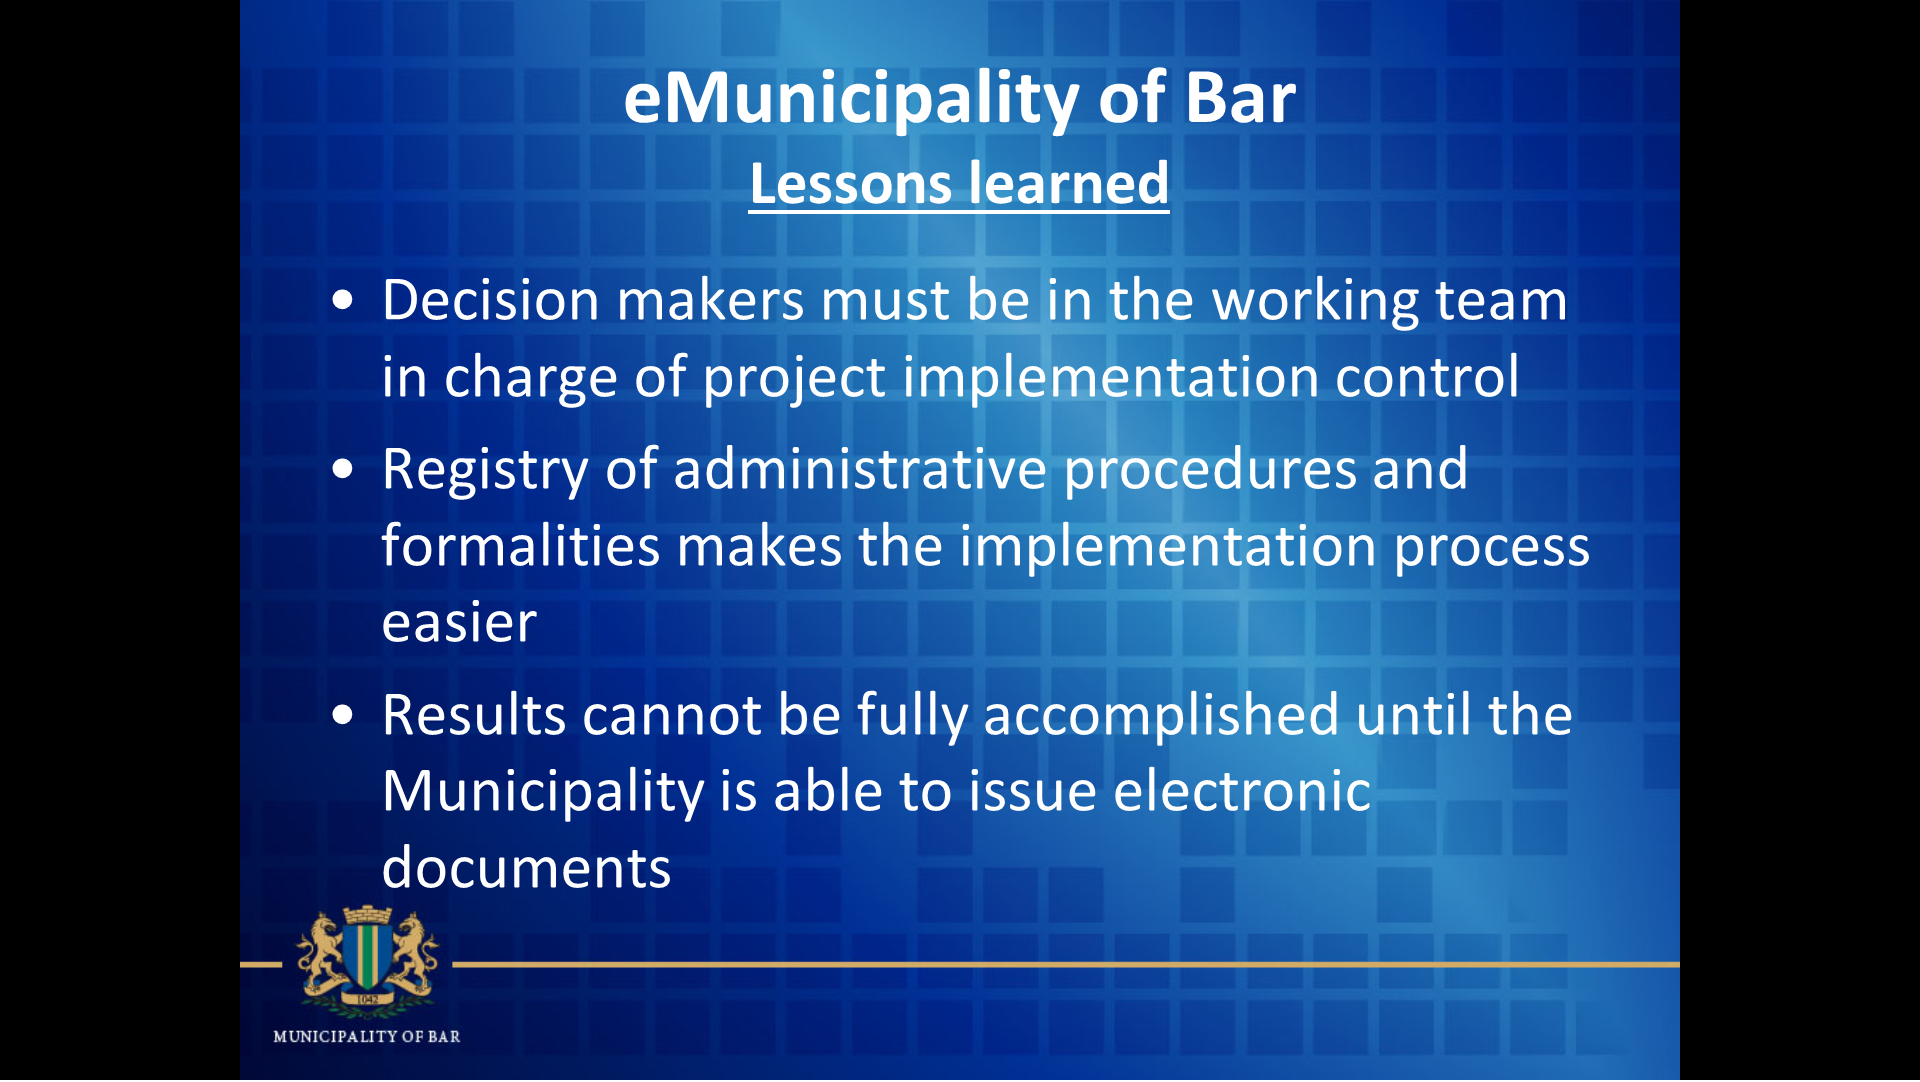 eMunicipality of Bar
Lessons learned
• Decision makers must be in the working team
in charge of project implementation control
• Registry of administrative procedures and
formalities makes the implementation process
easier
• Results cannot be fully accomplished until the
Municipality is able to issue electronic
documents
1042
MUNICIPALITY OF BAR